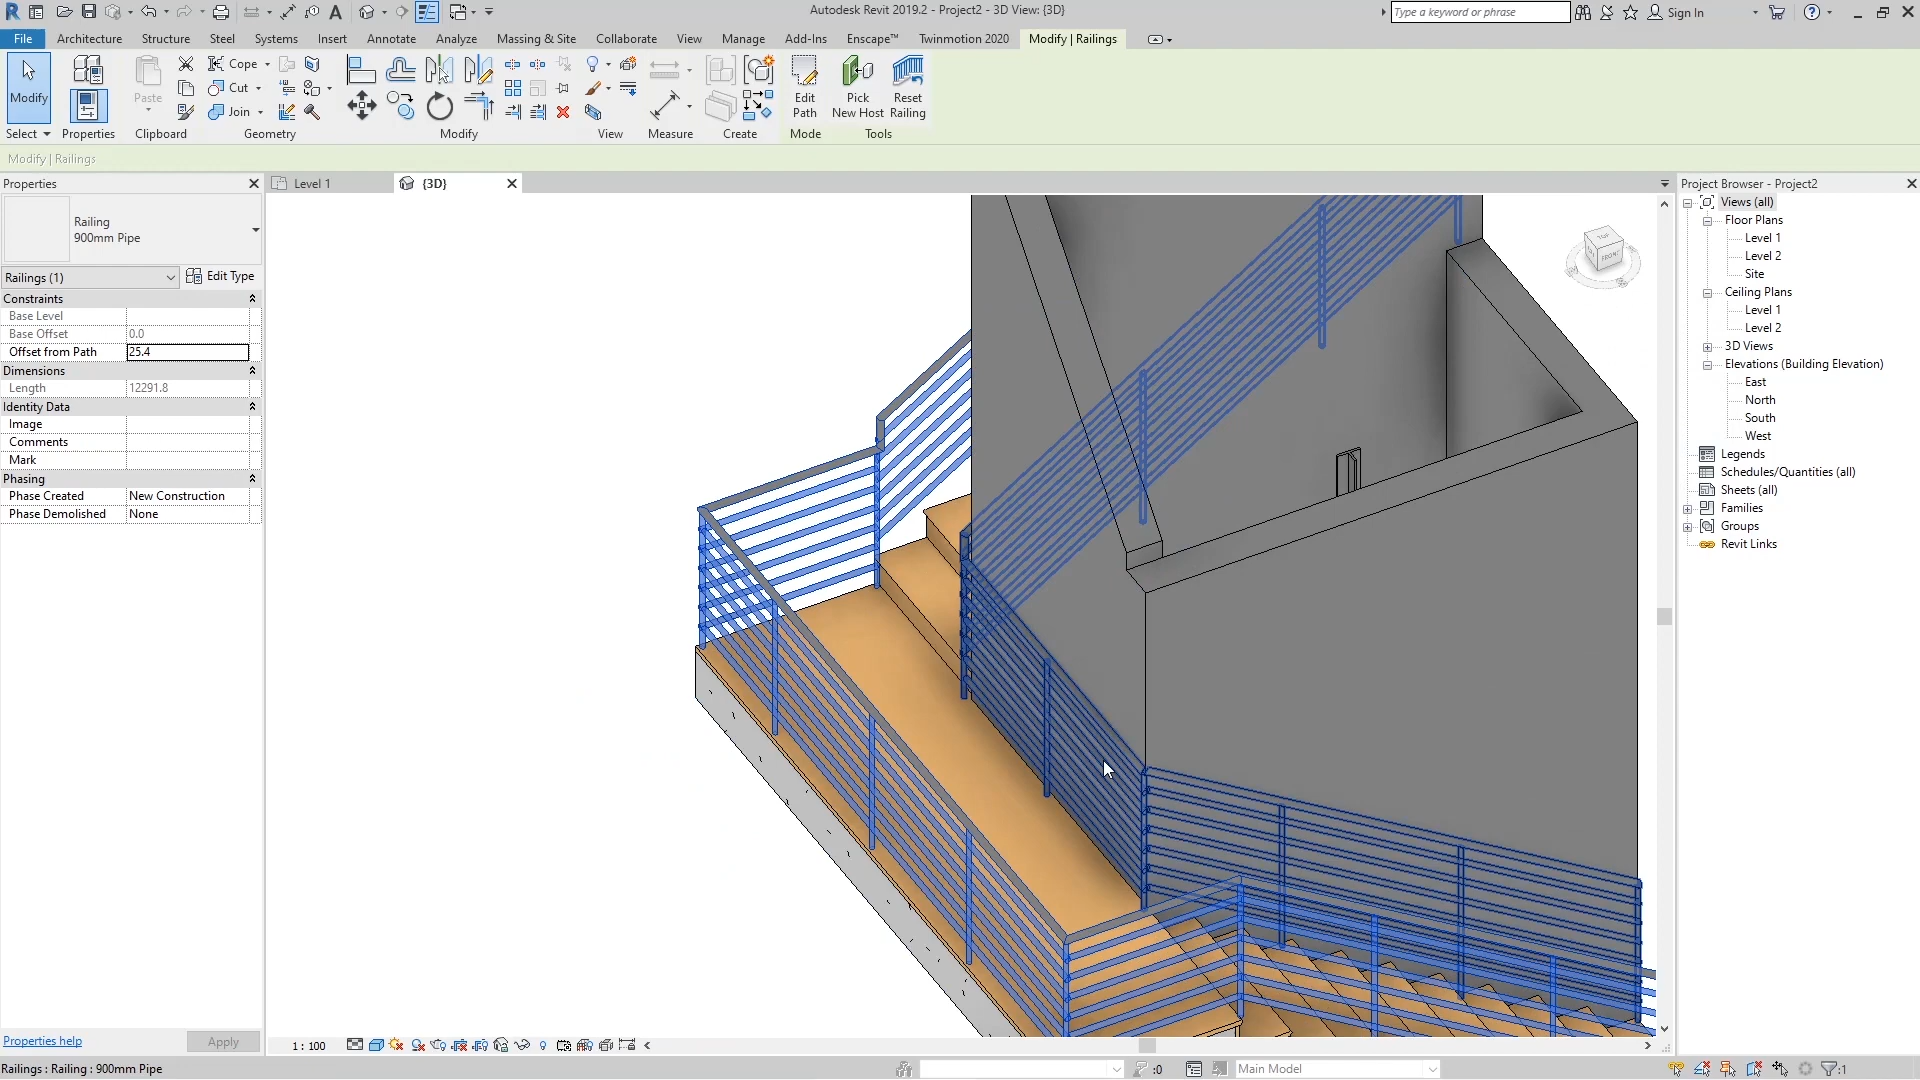 Autodesk Revit 2019.2 - Project2 - 3D View: {3D}
Type a keyword or phrase
Sign In
File Architecture Structure Steel Systems Insert Annotate Analyze Massing & Site Collaborate View Manage Add-Ins Enscape™ Twinmotion 2020 Modify | Railings
Modify
Paste
Cope
Cut
Join
Edit Path
Pick New Host
Reset Railing
Select Properties Clipboard Geometry Modify View Measure Create Mode Tools
Modify | Railings
Properties
Level 1
{3D}
Project Browser - Project2
Railing
900mm Pipe
Railings (1)
Edit Type
Constraints
Base Level
Base Offset 0.0
Offset from Path 25.4
Dimensions
Length 12291.8
Identity Data
Image
Comments
Mark
Phasing
Phase Created New Construction
Phase Demolished None
Properties help
Apply
TOP
FRONT
Views (all)
Floor Plans
Level 1
Level 2
Site
Ceiling Plans
Level 1
Level 2
3D Views
Elevations (Building Elevation)
East
North
South
West
Legends
Schedules/Quantities (all)
Sheets (all)
Families
Groups
Revit Links
1 : 100
Railings : Railing : 900mm Pipe
:0
Main Model
:1